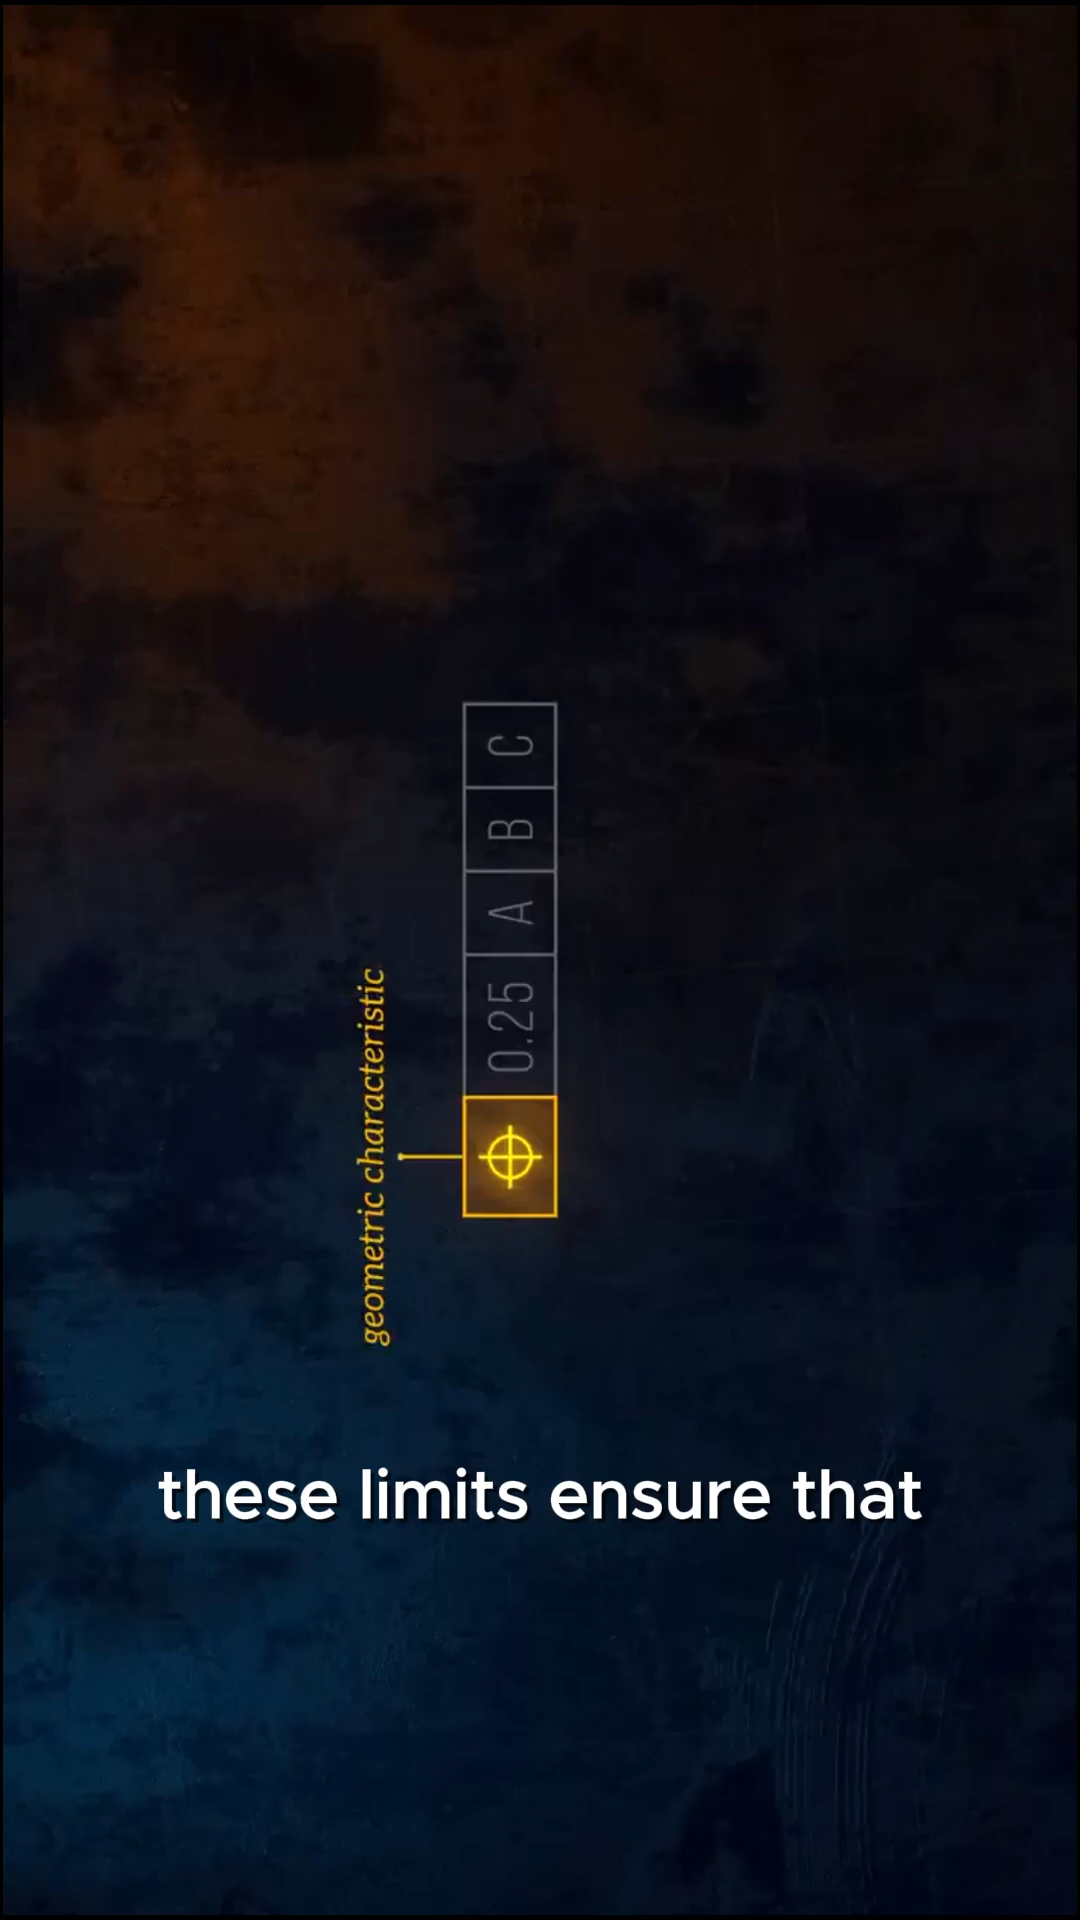 geometric characteristic
⌖ 0.25 A B C
these limits ensure that